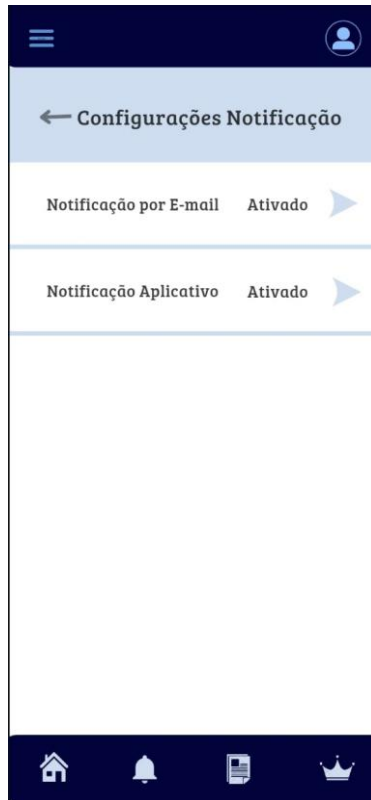 Configurações Notificação
Notificação por E-mail Ativado
Notificação Aplicativo Ativado